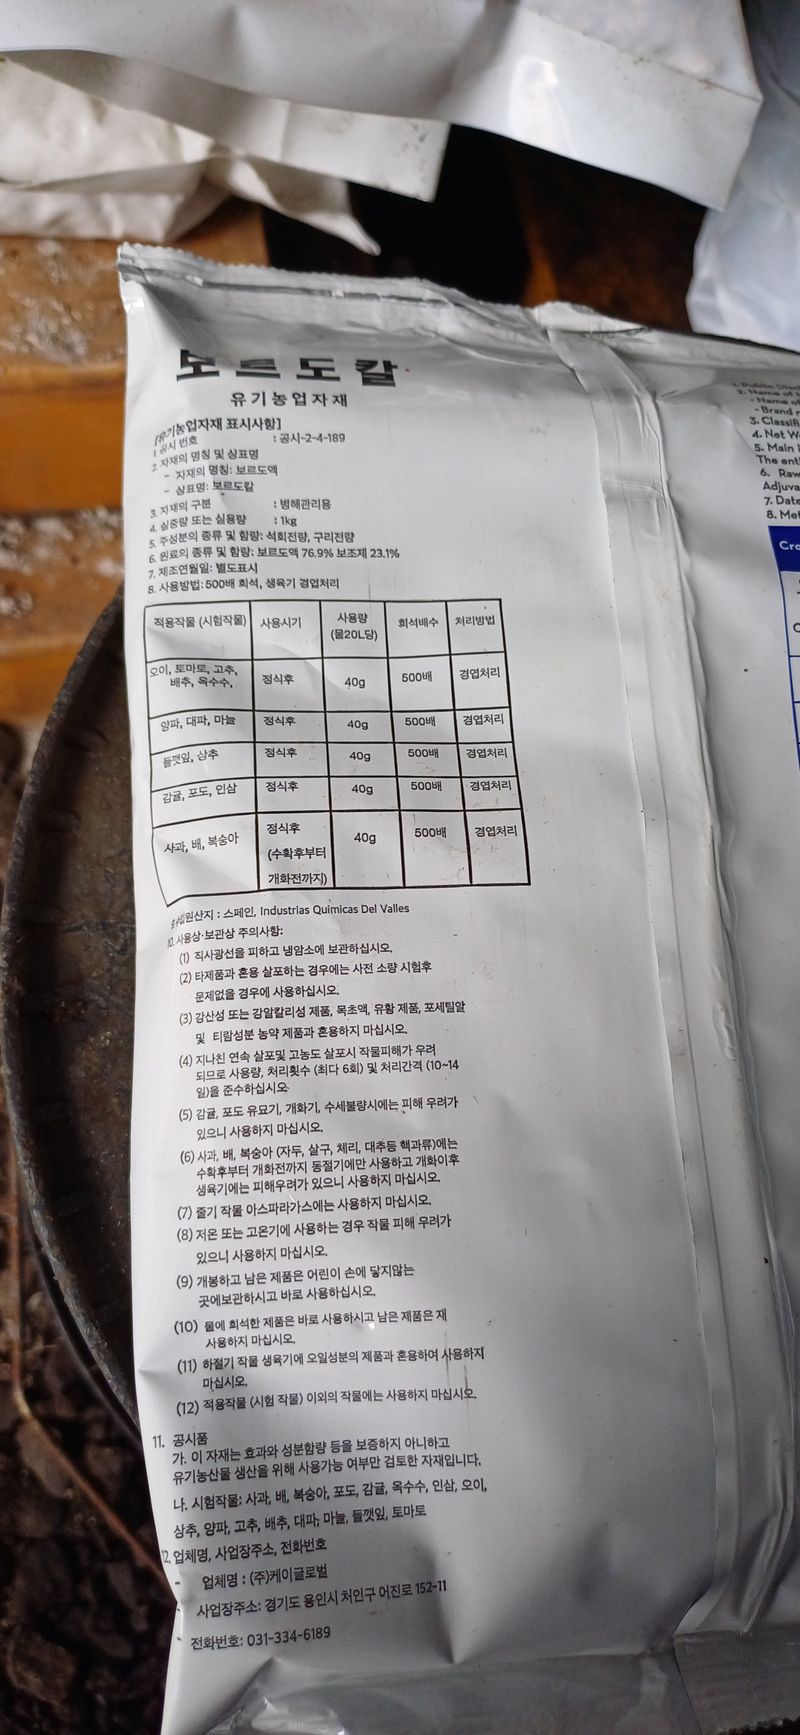 보르도칼
유기농업자재
[유기농업자재 표시사항]
1. 공시 번호 : 공시-2-4-189
2. 자재의 명칭 및 상표명
- 자재의 명칭: 보르도액
- 상표명: 보르도칼
3. 자재의 구분 : 병해관리용
4. 실중량 또는 실용량 : 1kg
5. 주성분의 종류 및 함량: 석회전량, 구리전량
6. 원료의 종류 및 함량: 보르도액 76.9% 보조제 23.1%
7. 제조연월일: 별도표시
8. 사용방법: 500배 희석, 생육기 경엽처리
적용작물 (시험작물) 사용시기 사용량 희석배수 처리방법
(물20L당)
오이, 토마토, 고추, 정식후 40g 500배 경엽처리
배추, 옥수수,
양파, 대파, 마늘 정식후 40g 500배 경엽처리
들깻잎, 상추 정식후 40g 500배 경엽처리
감귤, 포도, 인삼 정식후 40g 500배 경엽처리
사과, 배, 복숭아 정식후 40g 500배 경엽처리
(수확후부터
개화전까지)
원산지 : 스페인, Industrias Quimicas Del Valles
10. 사용상·보관상 주의사항:
(1) 직사광선을 피하고 냉암소에 보관하십시오.
(2) 타제품과 혼용 살포하는 경우에는 사전 소량 시험후
문제없을 경우에 사용하십시오.
(3) 강산성 또는 강알칼리성 제품, 목초액, 유황 제품, 포세틸알
및 티람성분 농약 제품과 혼용하지 마십시오.
(4) 지나친 연속 살포및 고농도 살포시 작물피해가 우려
되므로 사용량, 처리횟수 (최다 6회) 및 처리간격 (10~14
일)을 준수하십시오.
(5) 감귤, 포도 유묘기, 개화기, 수세불량시에는 피해 우려가
있으니 사용하지 마십시오.
(6) 사과, 배, 복숭아 (자두, 살구, 체리, 대추등 핵과류)에는
수확후부터 개화전까지 동절기에만 사용하고 개화이후
생육기에는 피해우려가 있으니 사용하지 마십시오.
(7) 줄기 작물 아스파라가스에는 사용하지 마십시오.
(8) 저온 또는 고온기에 사용하는 경우 작물 피해 우려가
있으니 사용하지 마십시오.
(9) 개봉하고 남은 제품은 어린이 손에 닿지않는
곳에보관하시고 바로 사용하십시오.
(10) 물에 희석한 제품은 바로 사용하시고 남은 제품은 재
사용하지 마십시오.
(11) 하절기 작물 생육기에 오일성분의 제품과 혼용하여 사용하지
마십시오.
(12) 적용작물 (시험 작물) 이외의 작물에는 사용하지 마십시오.
11. 공시품
가. 이 자재는 효과와 성분함량 등을 보증하지 아니하고
유기농산물 생산을 위해 사용가능 여부만 검토한 자재입니다.
나. 시험작물: 사과, 배, 복숭아, 포도, 감귤, 옥수수, 인삼, 오이,
상추, 양파, 고추, 배추, 대파, 마늘, 들깻잎, 토마토
12. 업체명, 사업장주소, 전화번호
- 업체명 : (주)케이글로벌
- 사업장주소: 경기도 용인시 처인구 어진로 152-11
- 전화번호: 031-334-6189
- Brand
3. Classifi
4. Net W
5. Main
The ent
6. Raw
Adjuva
7. Date
8. Met
Cro